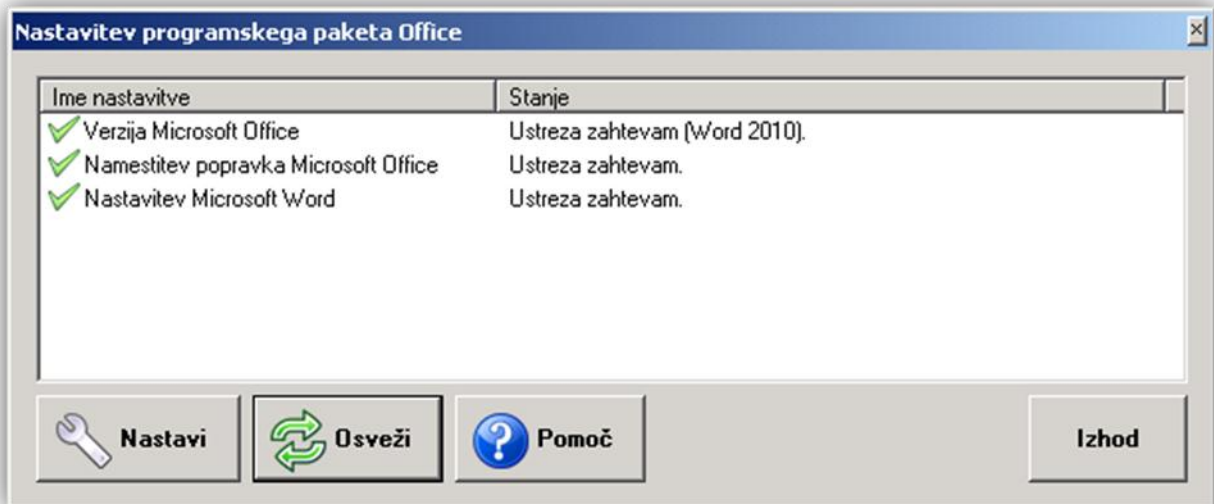 Nastavitev programskega paketa Office
Ime nastavitve Stanje
Verzija Microsoft Office Ustreza zahtevam (Word 2010).
Namestitev popravka Microsoft Office Ustreza zahtevam.
Nastavitev Microsoft Word Ustreza zahtevam.
Nastavi Osveži Pomoč Izhod